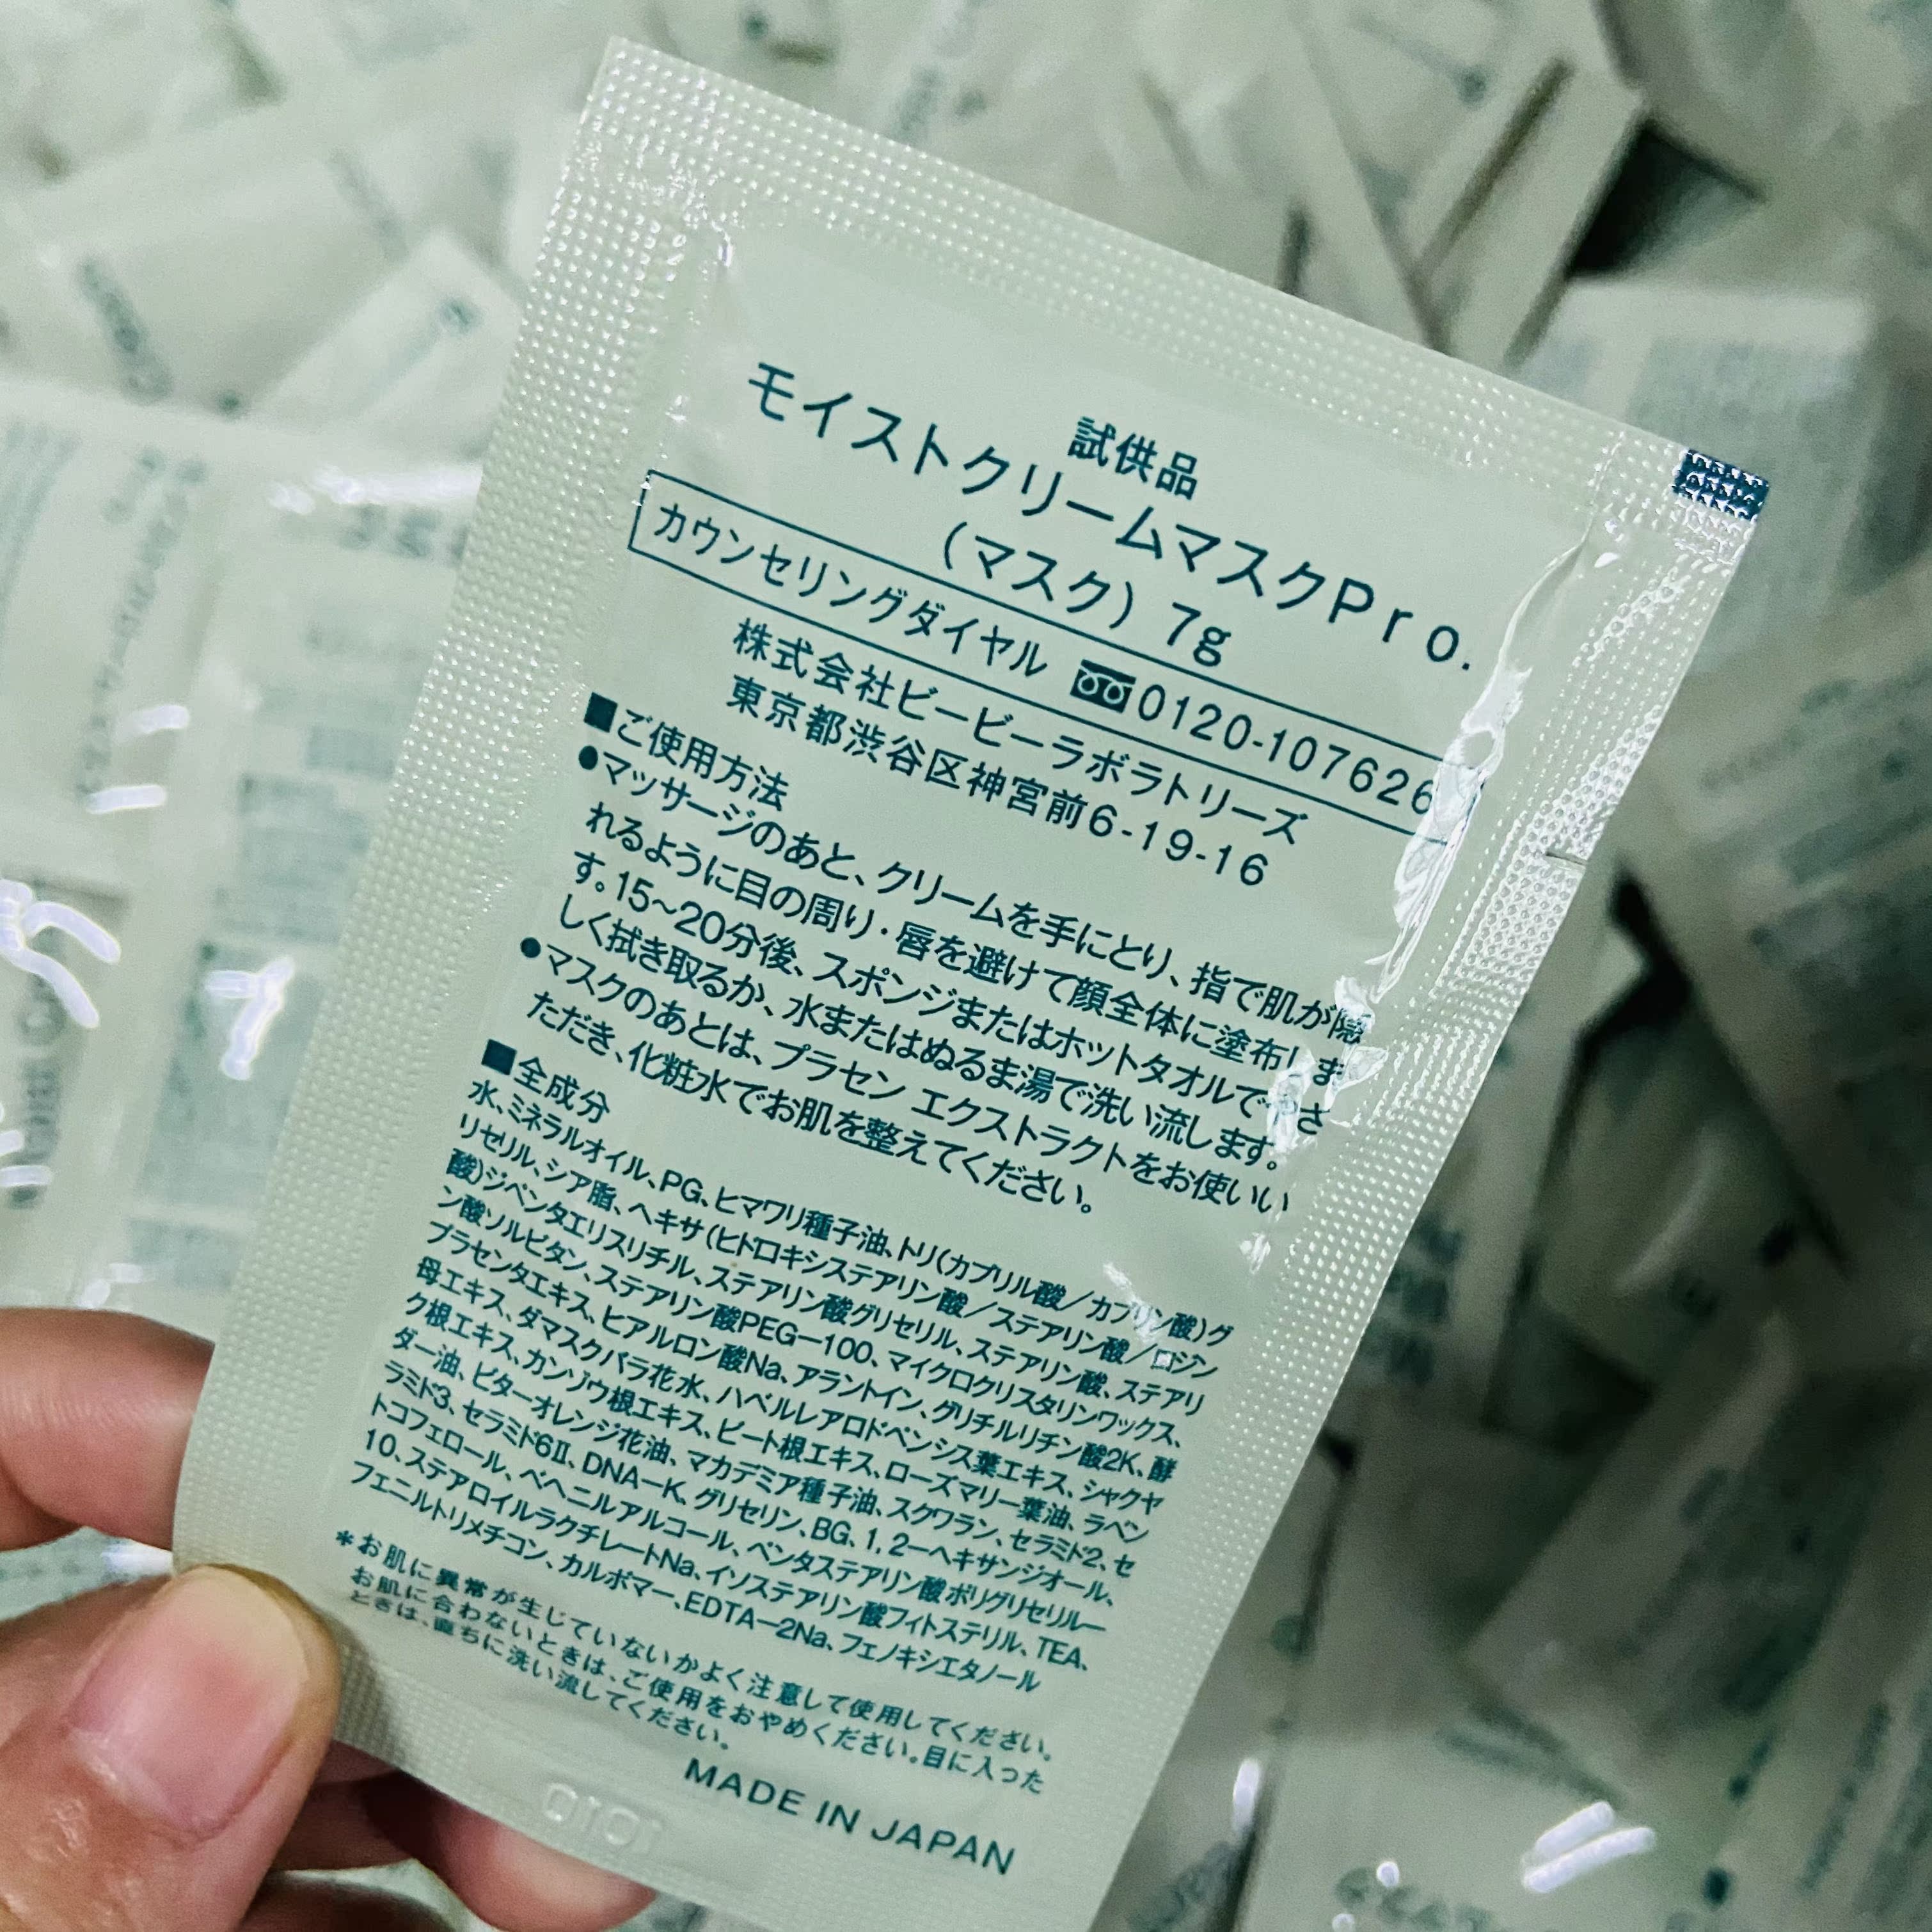 試供品
モイストクリームマスクPro.
（マスク）7g
カウンセリングダイヤル 0120-107626
株式会社ビービーラボラトリーズ
東京都渋谷区神宮前6-19-16
■ご使用方法
●マッサージのあと、クリームを手にとり、指で肌が隠
れるように目の周り・唇を避けて顔全体に塗布しま
す。15~20分後、スポンジまたはホットタオルでやさ
しく拭き取るか、水またはぬるま湯で洗い流します。
●マスクのあとは、プラセン エクストラクトをお使いい
ただき、化粧水でお肌を整えてください。
■全成分
水、ミネラルオイル、PG、ヒマワリ種子油、トリ(カプリル酸/カプリン酸)グ
リセリル、シア脂、ヘキサ(ヒドロキシステアリン酸/ステアリン酸/ロジン
酸)ジペンタエリスリチル、ステアリン酸グリセリル、ステアリン酸、ステアリ
ン酸ソルビタン、ステアリン酸PEG-100、マイクロクリスタリンワックス、
プラセンタエキス、ヒアルロン酸Na、アラントイン、グリチルリチン酸2K、酵
母エキス、ダマスクバラ花水、ハベルレアロドペンシス葉エキス、シャクヤ
ク根エキス、カンゾウ根エキス、ビート根エキス、ローズマリー葉油、ラベン
ダー油、ビターオレンジ花油、マカデミア種子油、スクワラン、セラミド2、セ
ラミド3、セラミド6Ⅱ、DNA-K、グリセリン、BG、1,2-ヘキサンジオール、
トコフェロール、ベヘニルアルコール、ペンタステアリン酸ポリグリセリル-
10、ステアロイルラクチレートNa、イソステアリン酸フィトステリル、TEA、
フェニルトリメチコン、カルボマー、EDTA-2Na、フェノキシエタノール
*お肌に異常が生じていないかよく注意して使用してください。
お肌に合わないときは、ご使用をおやめください。目に入った
ときは、直ちに洗い流してください。
MADE IN JAPAN